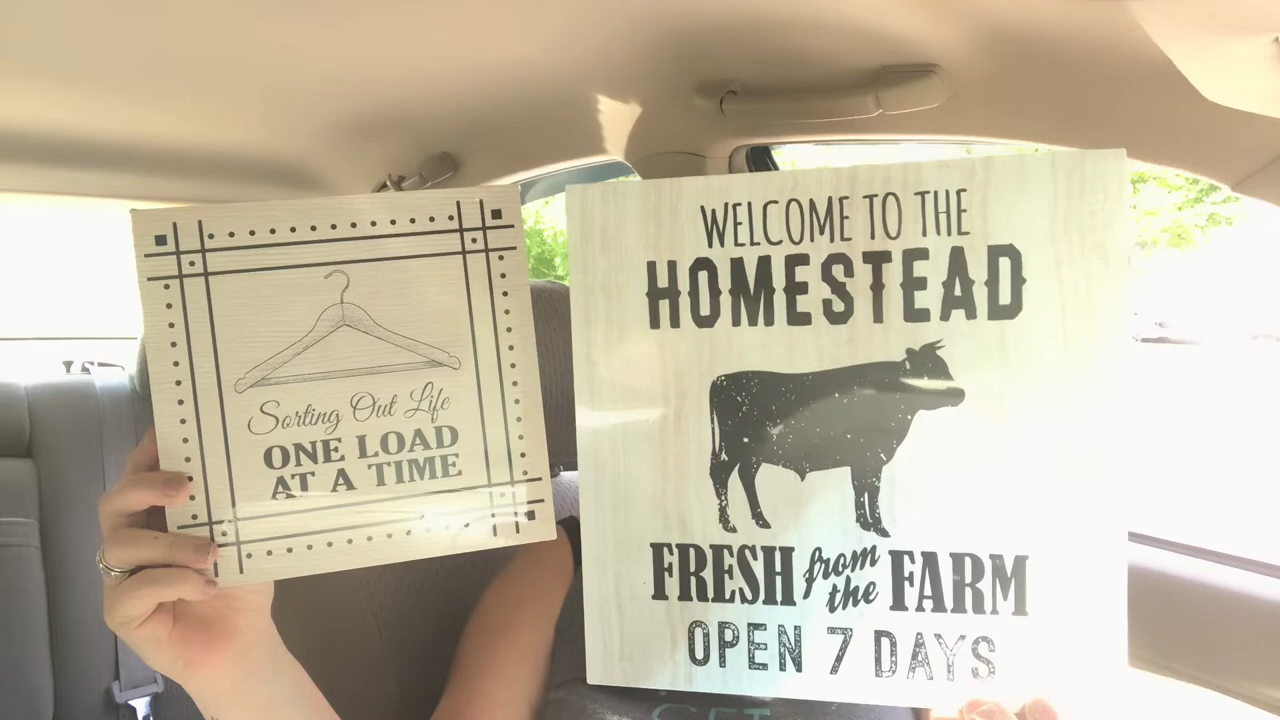 Sorting Out Life
ONE LOAD
AT A TIME
WELCOME TO THE
HOMESTEAD
FRESH from the FARM
OPEN 7 DAYS